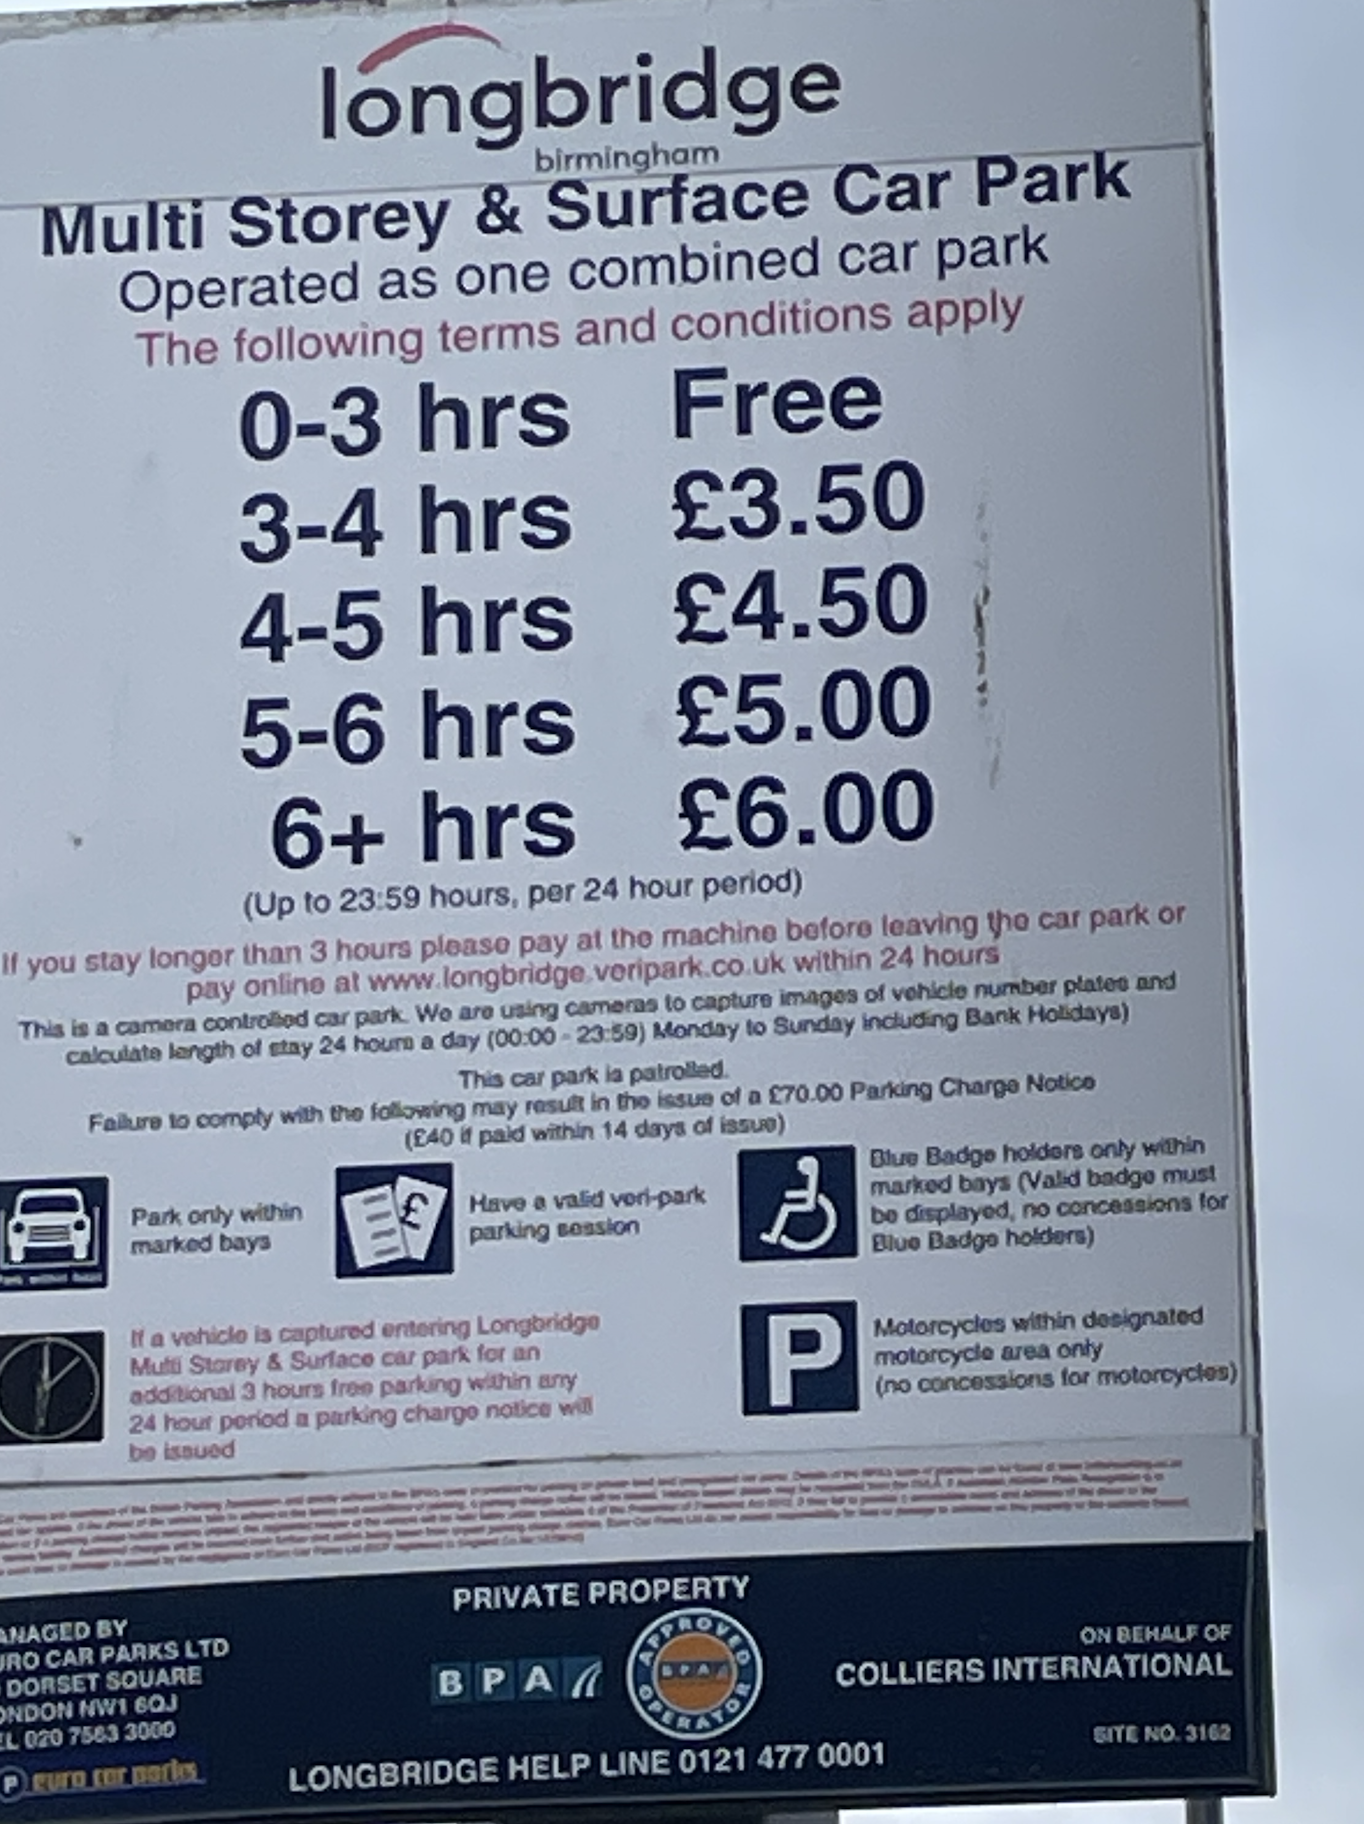 longbridge
birmingham
Multi Storey & Surface Car Park
Operated as one combined car park
The following terms and conditions apply
0-3 hrs Free
3-4 hrs £3.50
4-5 hrs £4.50
5-6 hrs £5.00
6+ hrs £6.00
(Up to 23:59 hours, per 24 hour period)
If you stay longer than 3 hours please pay at the machine before leaving the car park or
pay online at www.longbridge.veripark.co.uk within 24 hours
This is a camera controlled car park. We are using cameras to capture images of vehicle number plates and
calculate length of stay 24 hours a day (00:00 - 23:59) Monday to Sunday including Bank Holidays)
This car park is patrolled.
Failure to comply with the following may result in the issue of a £70.00 Parking Charge Notice
(£40 if paid within 14 days of issue)
Park only within
marked bays
£
Have a valid veri-park
parking session
Blue Badge holders only within
marked bays (Valid badge must
be displayed, no concessions for
Blue Badge holders)
If a vehicle is captured entering Longbridge
Multi Storey & Surface car park for an
additional 3 hours free parking within any
24 hour period a parking charge notice will
be issued
P
Motorcycles within designated
motorcycle area only
(no concessions for motorcycles)
PRIVATE PROPERTY
ANAGED BY
URO CAR PARKS LTD
DORSET SQUARE
ONDON NW1 6QJ
EL 020 7563 3000
P euro car parks
BPA
APPROVED
BPA
OPERATOR
ON BEHALF OF
COLLIERS INTERNATIONAL
SITE NO. 3162
LONGBRIDGE HELP LINE 0121 477 0001